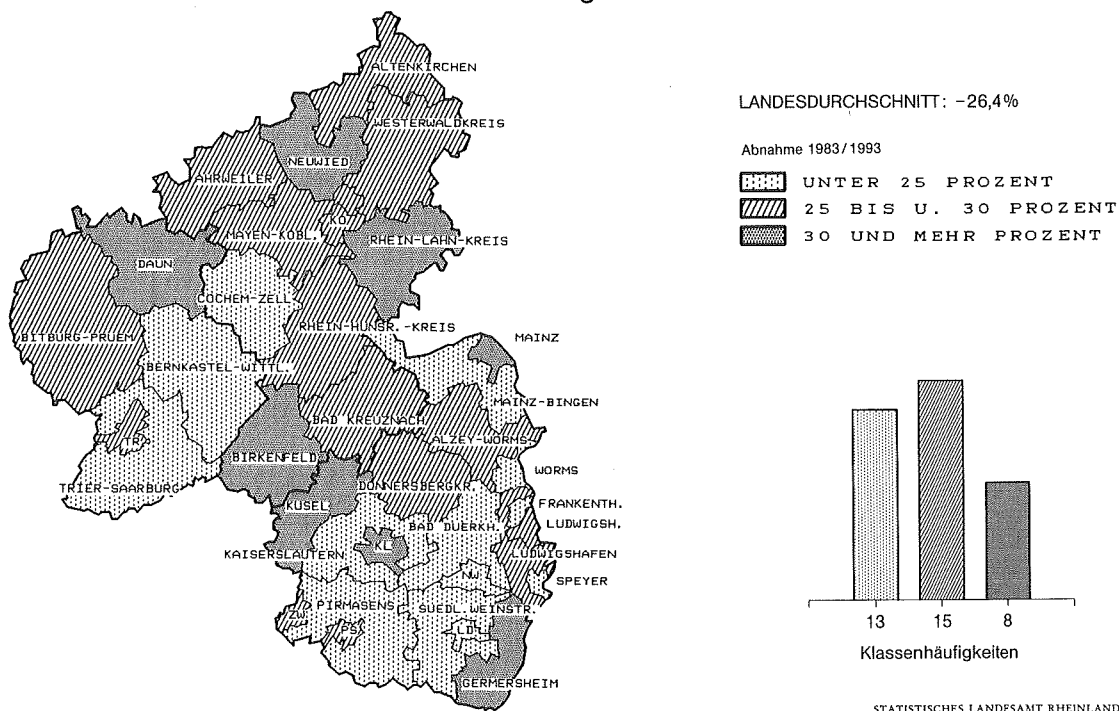 ALTENKIRCHEN
WESTERWALDKREIS
NEUWIED
AHRWEILER
KO
MAYEN-KOBL.
RHEIN-LAHN-KREIS
DAUN
COCHEM-ZELL
BITBURG-PRUEM
RHEIN-HUNSR.-KREIS
MAINZ
BERNKASTEL-WITTL.
MAINZ-BINGEN
BAD KREUZNACH
TR
ALZEY-WORMS
BIRKENFELD
WORMS
TRIER-SAARBURG
DONNERSBERGKR.
KUSEL
FRANKENTH.
BAD DUERKH.
LUDWIGSH.
KAISERSLAUTERN
KL
LUDWIGSHAFEN
NW
SPEYER
ZW
PIRMASENS
SUEDL.WEINSTR.
PS
LD
GERMERSHEIM
LANDESDURCHSCHNITT: -26,4%
Abnahme 1983/1993
UNTER 25 PROZENT
25 BIS U. 30 PROZENT
30 UND MEHR PROZENT
13 15 8
Klassenhäufigkeiten
STATISTISCHES LANDESAMT RHEINLAND